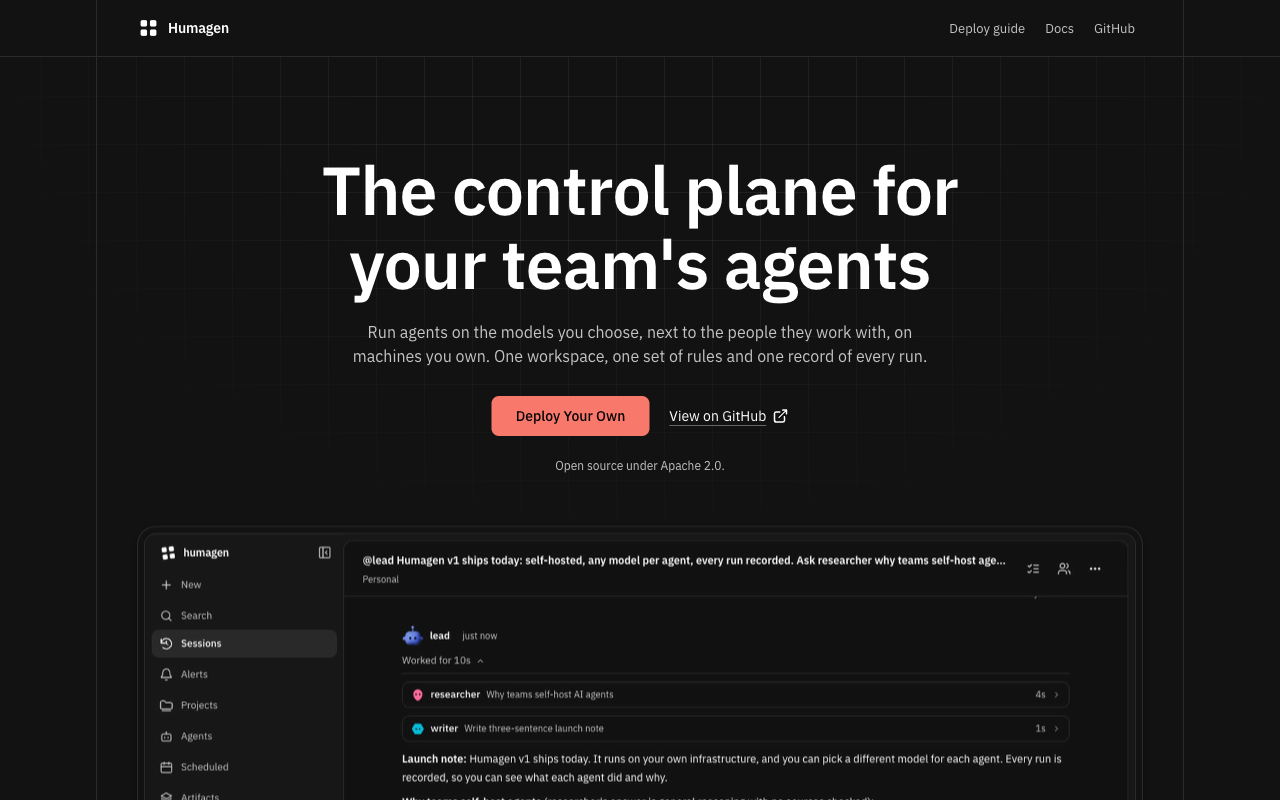 Humagen
Deploy guide
Docs
GitHub
The control plane for
your team's agents
Run agents on the models you choose, next to the people they work with, on
machines you own. One workspace, one set of rules and one record of every run.
Deploy Your Own
View on GitHub
Open source under Apache 2.0.
humagen
New
Search
Sessions
Alerts
Projects
Agents
Scheduled
Artifacts
@lead Humagen v1 ships today: self-hosted, any model per agent, every run recorded. Ask researcher why teams self-host age...
Personal
lead just now
Worked for 10s
researcher Why teams self-host AI agents 4s
writer Write three-sentence launch note 1s
Launch note: Humagen v1 ships today. It runs on your own infrastructure, and you can pick a different model for each agent. Every run is
recorded, so you can see what each agent did and why.